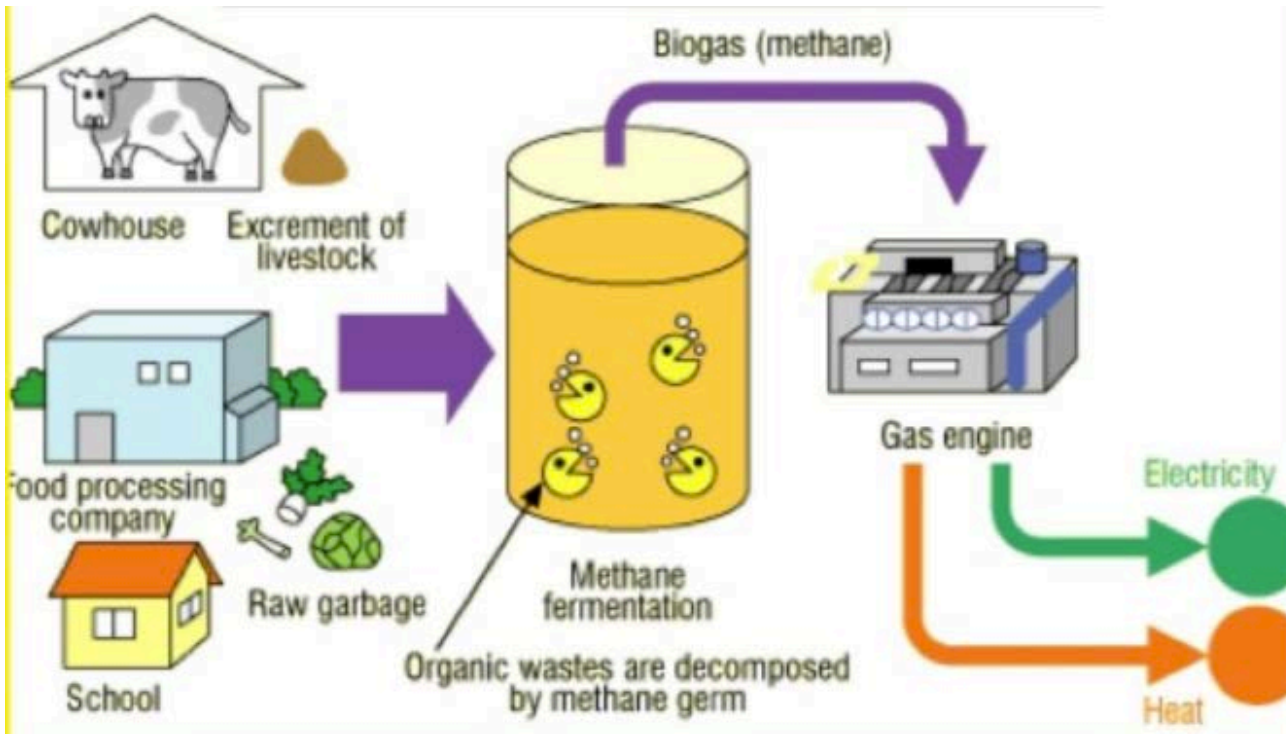 Biogas (methane)
Cowhouse
Excrement of
livestock
Food processing
company
Raw garbage
School
Methane
fermentation
Organic wastes are decomposed
by methane germ
Gas engine
Electricity
Heat